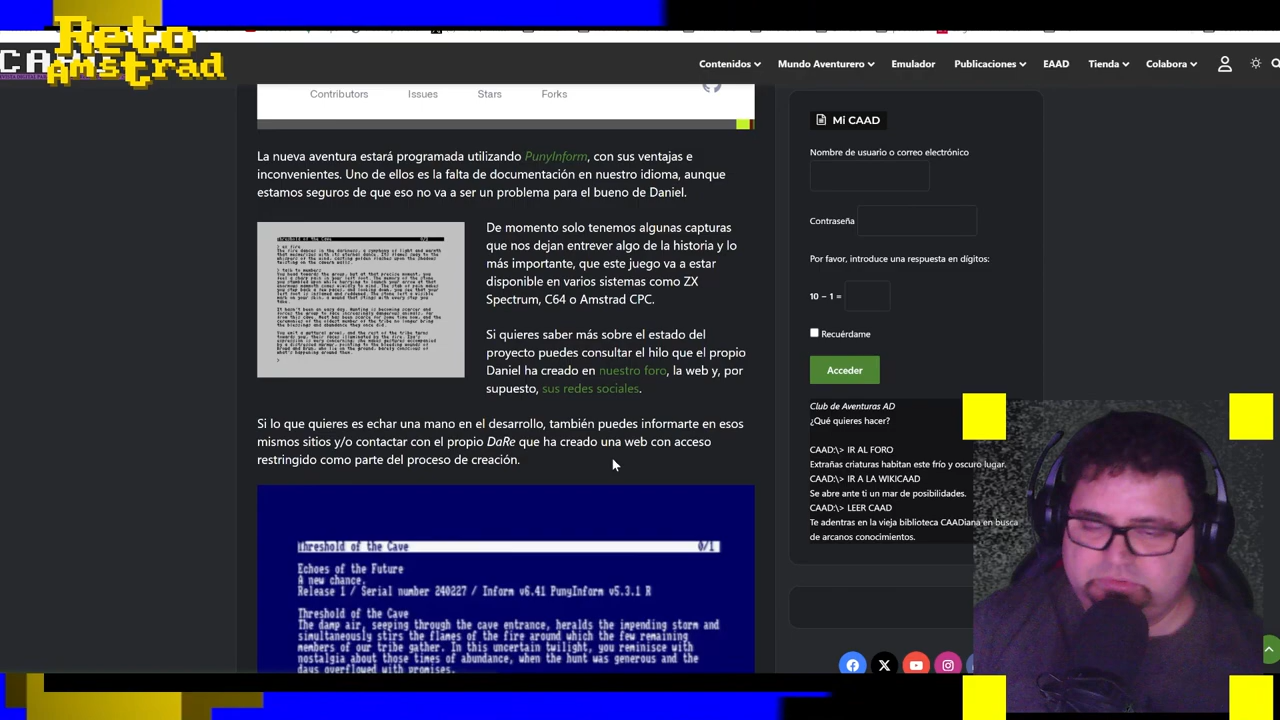 Reto
Amstrad
Contenidos
Mundo Aventurero
Emulador
Publicaciones
EAAD
Tienda
Colabora
Contributors
Issues
Stars
Forks
La nueva aventura estará programada utilizando PunyInform, con sus ventajas e
inconvenientes. Uno de ellos es la falta de documentación en nuestro idioma, aunque
estamos seguros de que eso no va a ser un problema para el bueno de Daniel.
De momento solo tenemos algunas capturas
que nos dejan entrever algo de la historia y lo
más importante, que este juego va a estar
disponible en varios sistemas como ZX
Spectrum, C64 o Amstrad CPC.
Si quieres saber más sobre el estado del
proyecto puedes consultar el hilo que el propio
Daniel ha creado en nuestro foro, la web y, por
supuesto, sus redes sociales.
Si lo que quieres es echar una mano en el desarrollo, también puedes informarte en esos
mismos sitios y/o contactar con el propio DaRe que ha creado una web con acceso
restringido como parte del proceso de creación.
Threshold of the Cave 0/1
Echoes of the Future
A new chance.
Release 1 / Serial number 240227 / Inform v6.41 PunyInform v5.3.1 R
Threshold of the Cave
The damp air, seeping through the cave entrance, heralds the impending storm and
simultaneously stirs the flames of the fire around which the few remaining
members of our tribe gather. In this uncertain twilight, you reminisce with
nostalgia about those times of abundance, when the hunt was generous and the
days overflowed with promises.
Mi CAAD
Nombre de usuario o correo electrónico
Contraseña
Por favor, introduce una respuesta en dígitos:
10 − 1 =
Recuérdame
Acceder
Club de Aventuras AD
¿Qué quieres hacer?
CAAD:\> IR AL FORO
Extrañas criaturas habitan este frío y oscuro lugar.
CAAD:\> IR A LA WIKICAAD
Se abre ante ti un mar de posibilidades.
CAAD:\> LEER CAAD
Te adentras en la vieja biblioteca CAADiana en busca
de arcanos conocimientos.